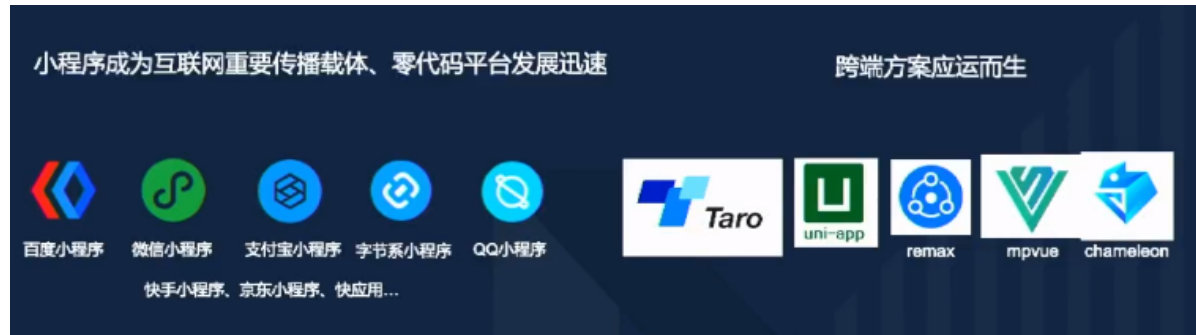 小程序成为互联网重要传播载体、零代码平台发展迅速
跨端方案应运而生
百度小程序
微信小程序
支付宝小程序
字节系小程序
QQ小程序
快手小程序、京东小程序、快应用...
Taro
uni-app
remax
mpvue
chameleon